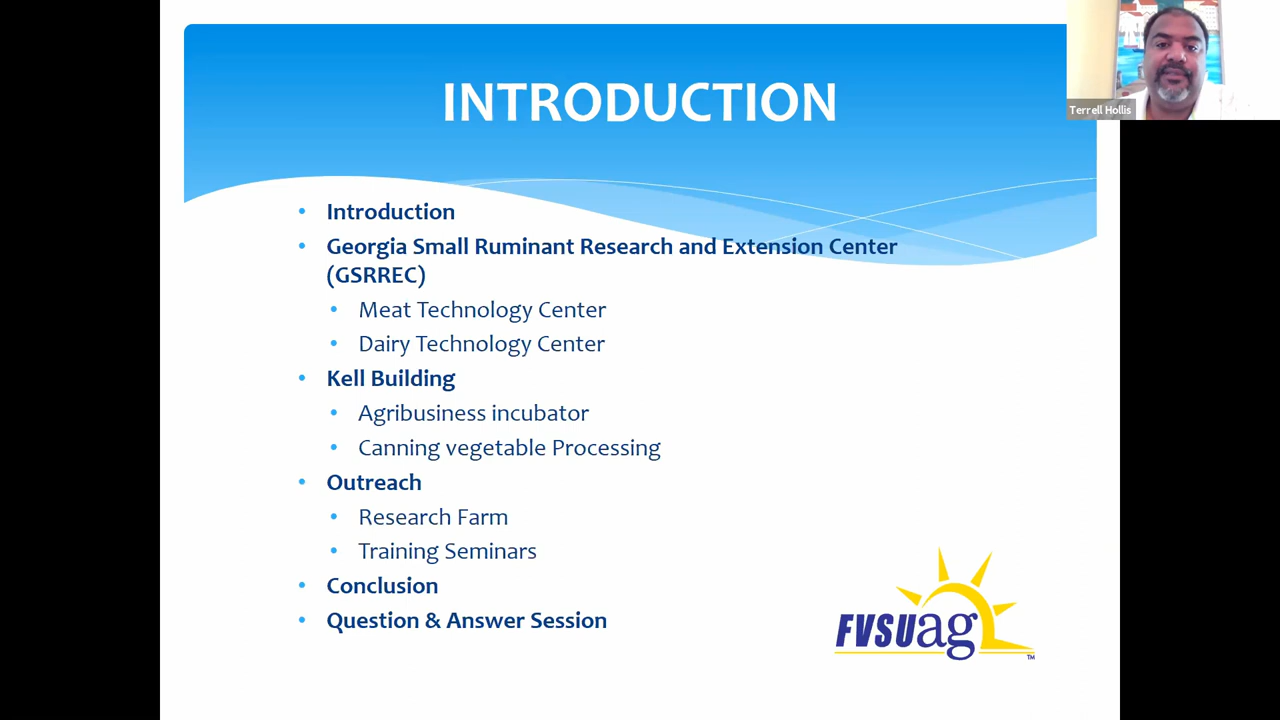 INTRODUCTION
Terrell Hollis
Introduction
Georgia Small Ruminant Research and Extension Center
(GSRREC)
Meat Technology Center
Dairy Technology Center
Kell Building
Agribusiness incubator
Canning vegetable Processing
Outreach
Research Farm
Training Seminars
Conclusion
Question & Answer Session
FVSUag
TM